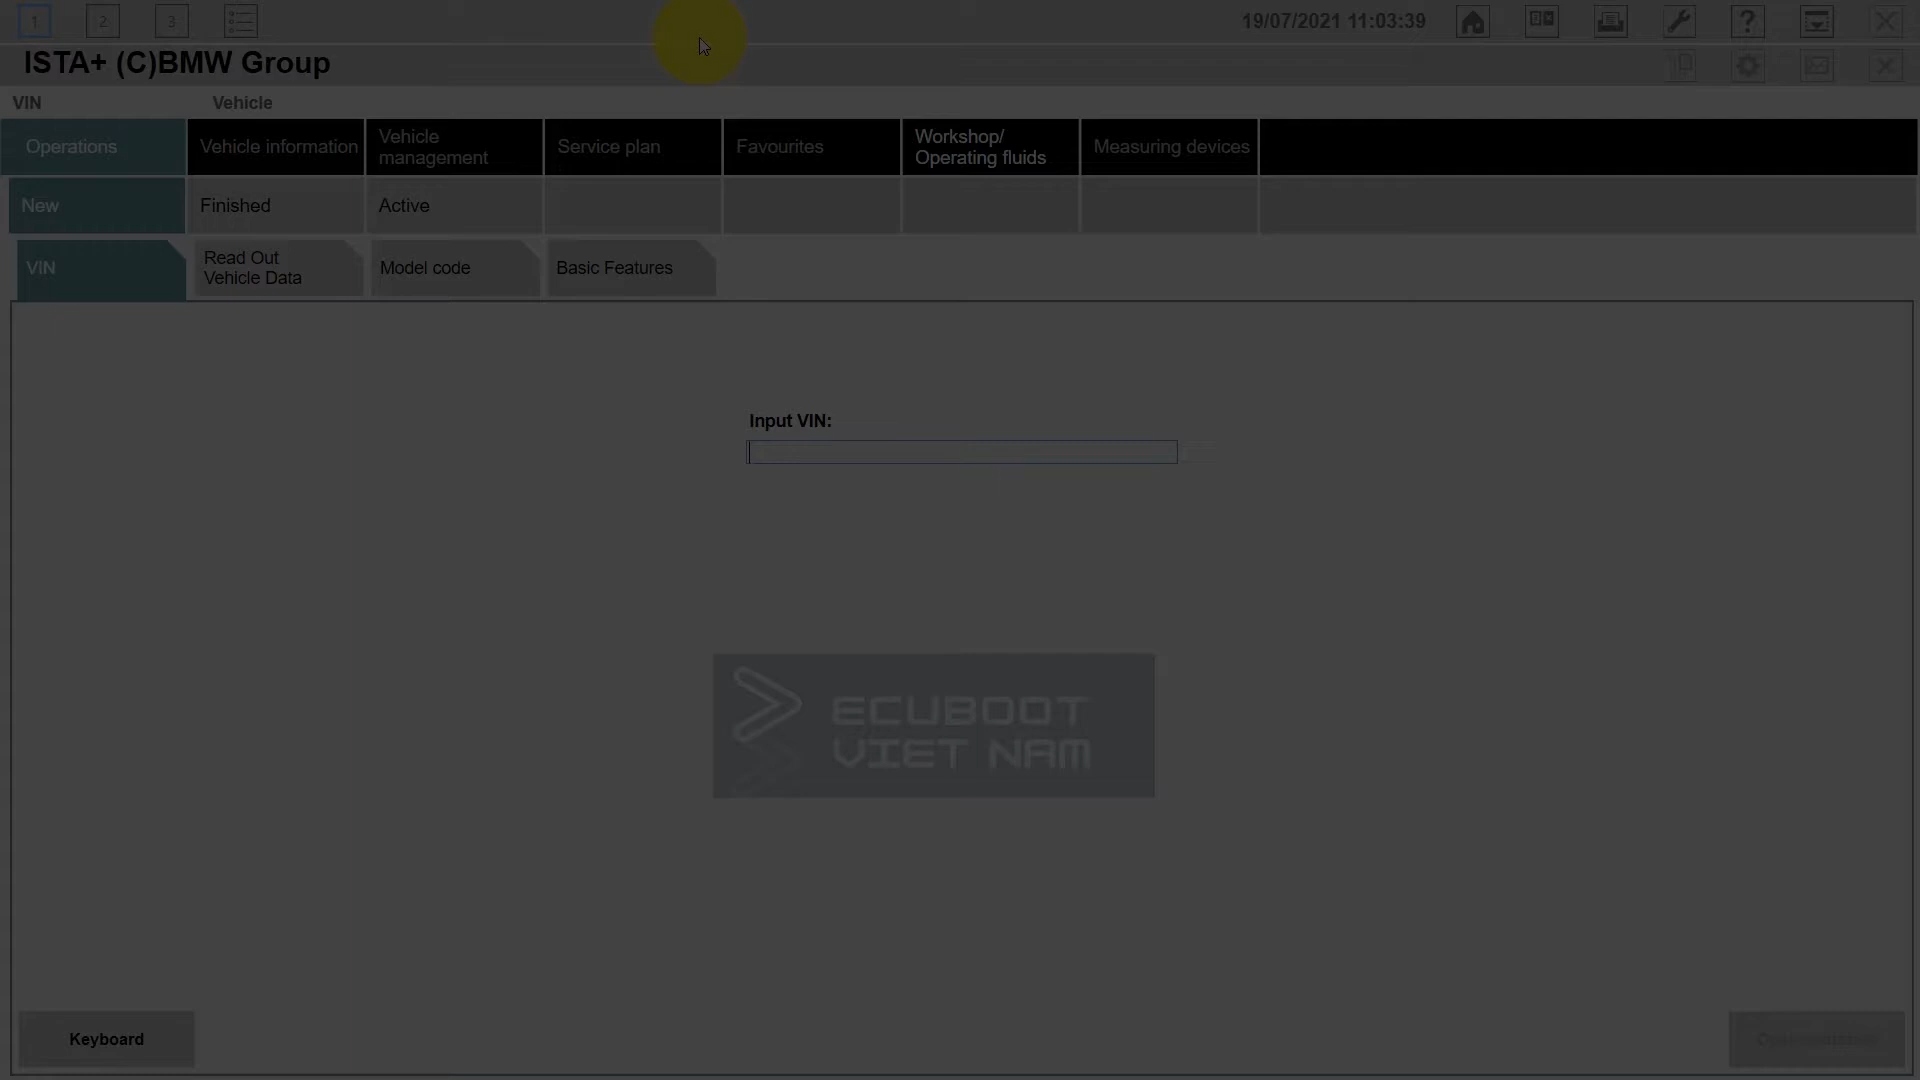 1
2
3
19/07/2021 11:03:39
?
ISTA+ (C)BMW Group
VIN
Vehicle
Operations
Vehicle information
Vehicle
management
Service plan
Favourites
Workshop/
Operating fluids
Measuring devices
New
Finished
Active
VIN
Read Out
Vehicle Data
Model code
Basic Features
Input VIN:
ECUBOOT
VIET NAM
Keyboard